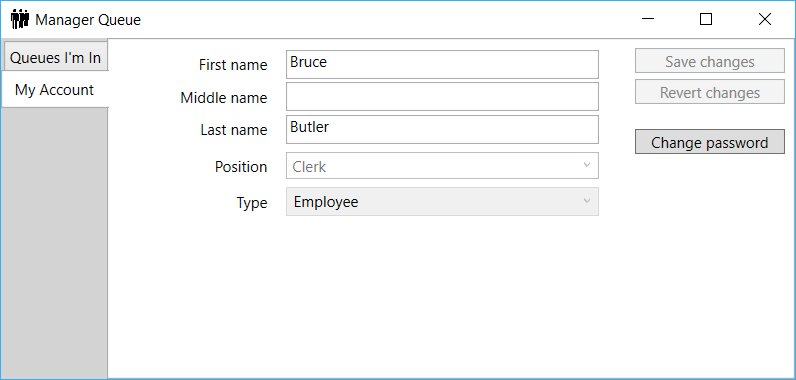 Manager Queue
Queues I'm In
My Account
First name
Bruce
Middle name
Last name
Butler
Position
Clerk
Type
Employee
Save changes
Revert changes
Change password